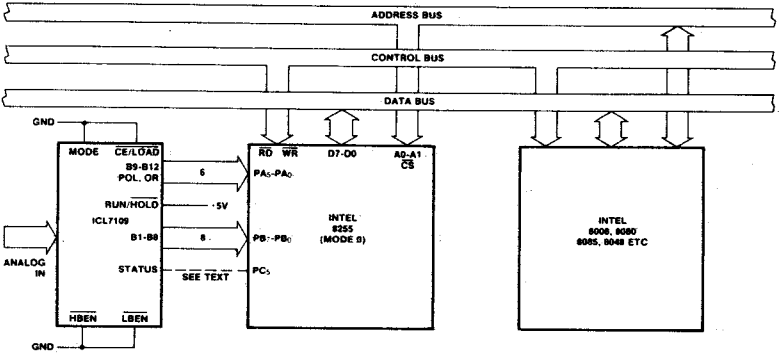 ADDRESS BUS
CONTROL BUS
DATA BUS
GND
MODE CE/LOAD
B9-B12
POL, OR
6
RUN/HOLD
+5V
ICL7109
B1-B8
8
ANALOG
IN
STATUS
SEE TEXT
HBEN LBEN
GND
RD WR D7-D0 A0-A1
CS
PA5-PA0
INTEL
8255
(MODE 0)
PB7-PB0
PC5
INTEL
8008, 8080
8085, 8048 ETC